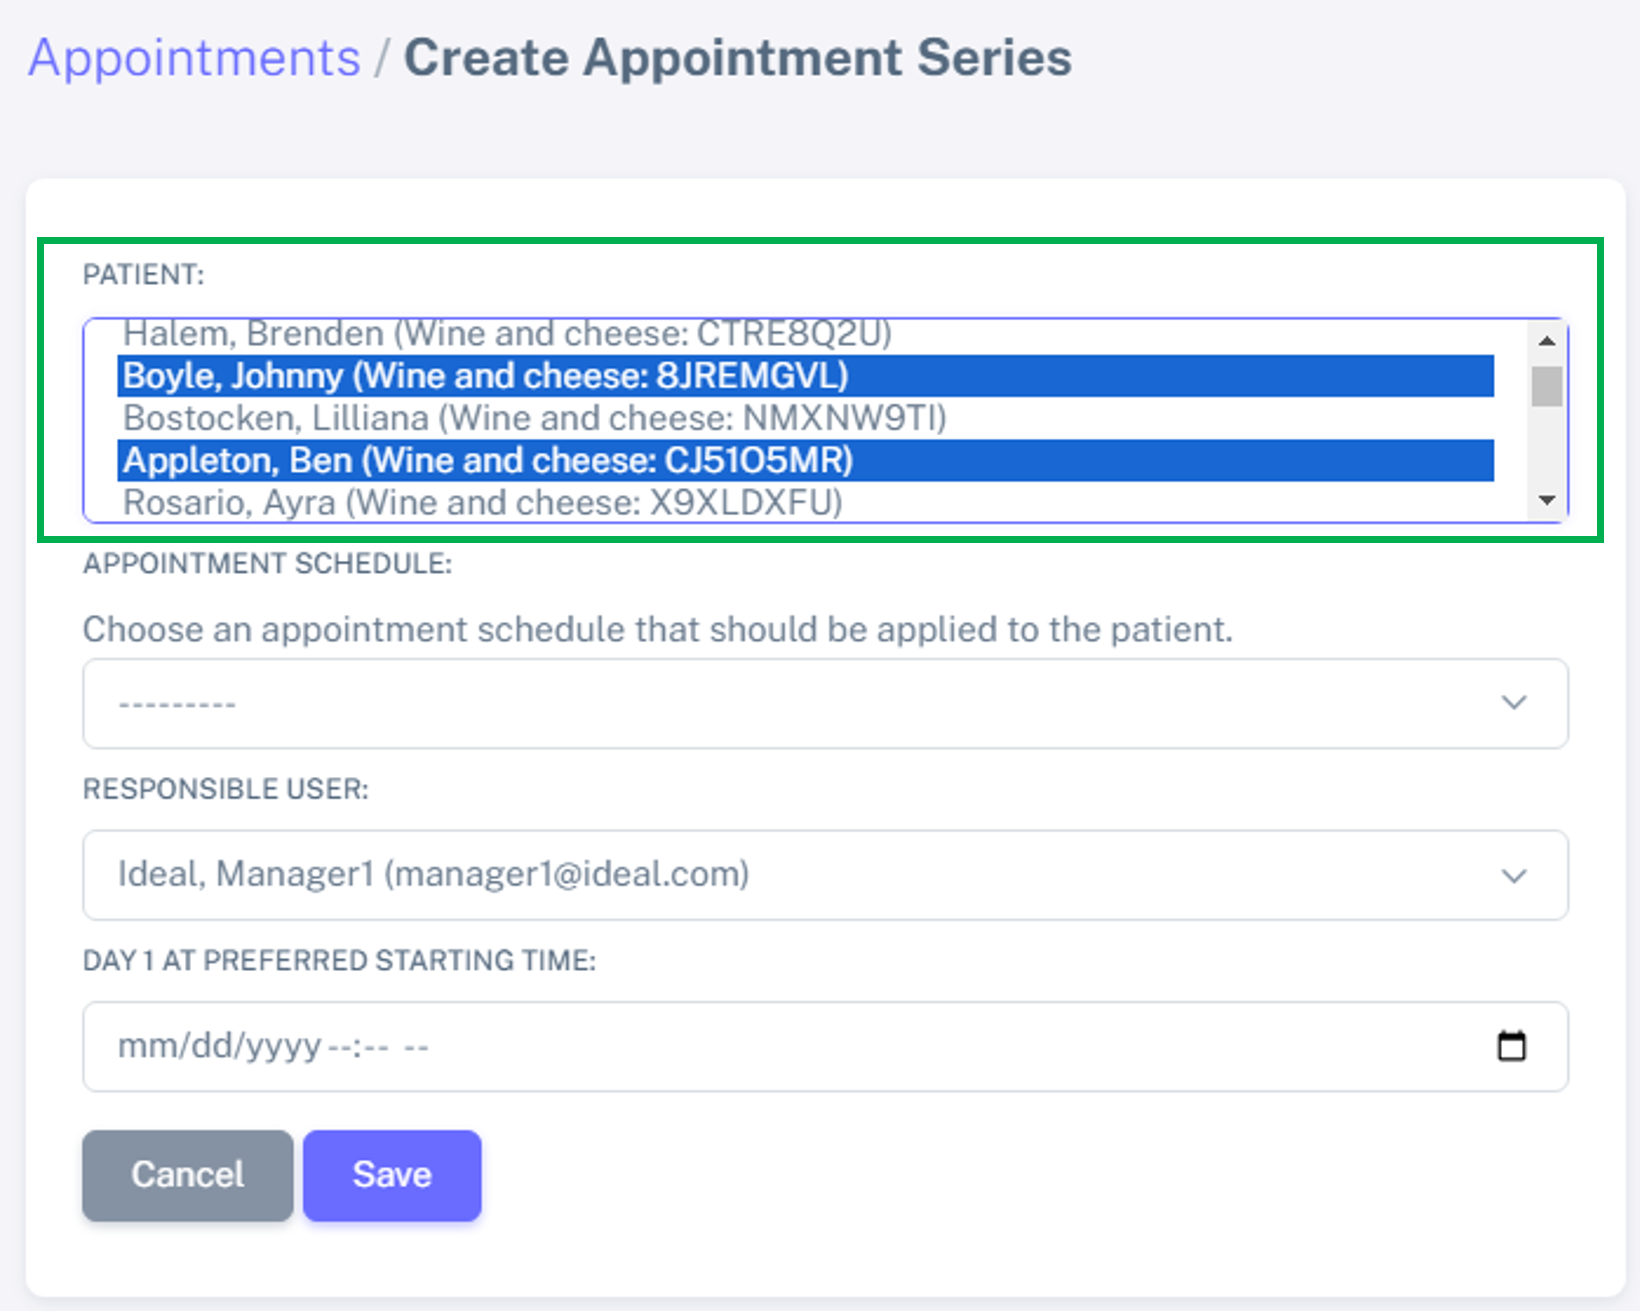 Appointments / Create Appointment Series
PATIENT:
Halem, Brenden (Wine and cheese: CTRE8Q2U)
Boyle, Johnny (Wine and cheese: 8JREMGVL)
Bostocken, Lilliana (Wine and cheese: NMXNW9TI)
Appleton, Ben (Wine and cheese: CJ51O5MR)
Rosario, Ayra (Wine and cheese: X9XLDXFU)
APPOINTMENT SCHEDULE:
Choose an appointment schedule that should be applied to the patient.
---------
RESPONSIBLE USER:
Ideal, Manager1 (manager1@ideal.com)
DAY 1 AT PREFERRED STARTING TIME:
mm/dd/yyyy --:-- --
Cancel Save